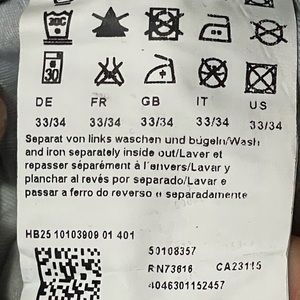 30C
30
DE FR GB IT US
33/34 33/34 33/34 33/34 33/34
Separat von links waschen und bügeln/Wash
and iron separately inside out/Laver et
repasser séparément à l'envers/Lavar y
planchar al revés por separado/Lavar e
passar a ferro do reverso o separadamente
HB25 10103909 01 401
50108357
RN73616 CA23115
4046301152457